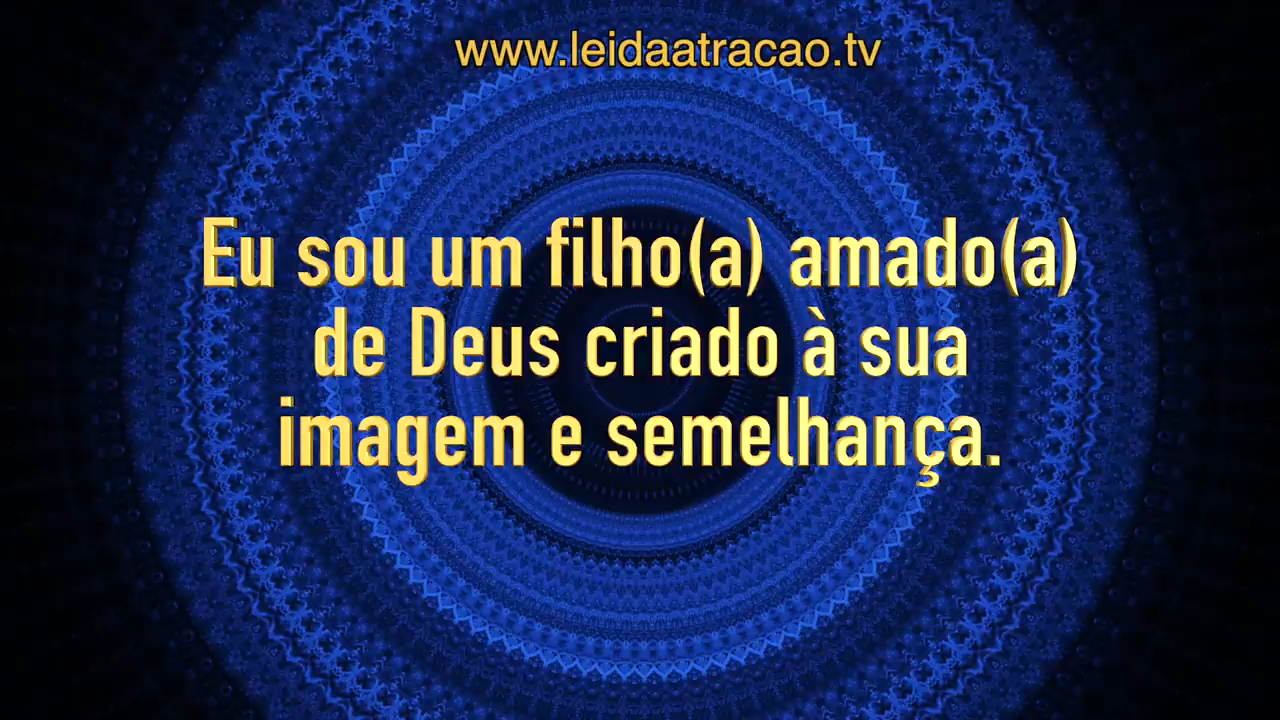 www.leidaatracao.tv
Eu sou um filho(a) amado(a)
de Deus criado à sua
imagem e semelhança.